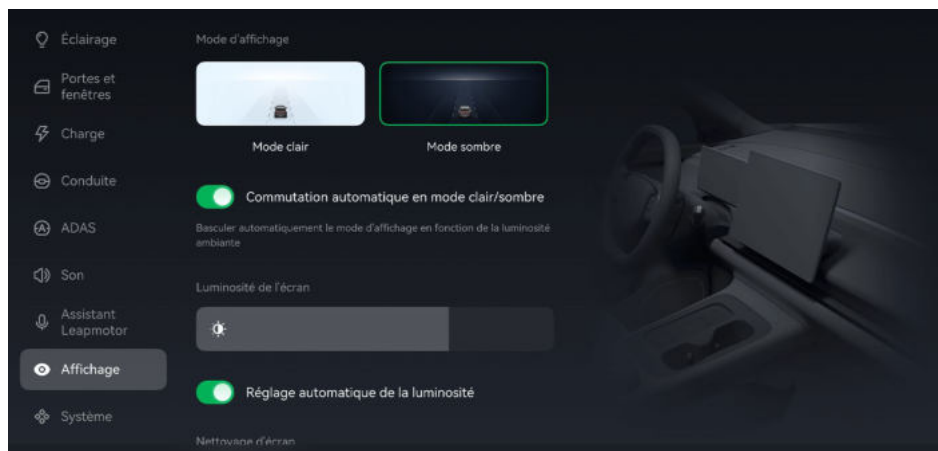 Éclairage
Portes et
fenêtres
Charge
Conduite
ADAS
Son
Assistant
Leapmotor
Affichage
Système
Mode d'affichage
Mode clair
Mode sombre
Commutation automatique en mode clair/sombre
Basculer automatiquement le mode d'affichage en fonction de la luminosité
ambiante
Luminosité de l'écran
Réglage automatique de la luminosité
Nettoyage d'écran